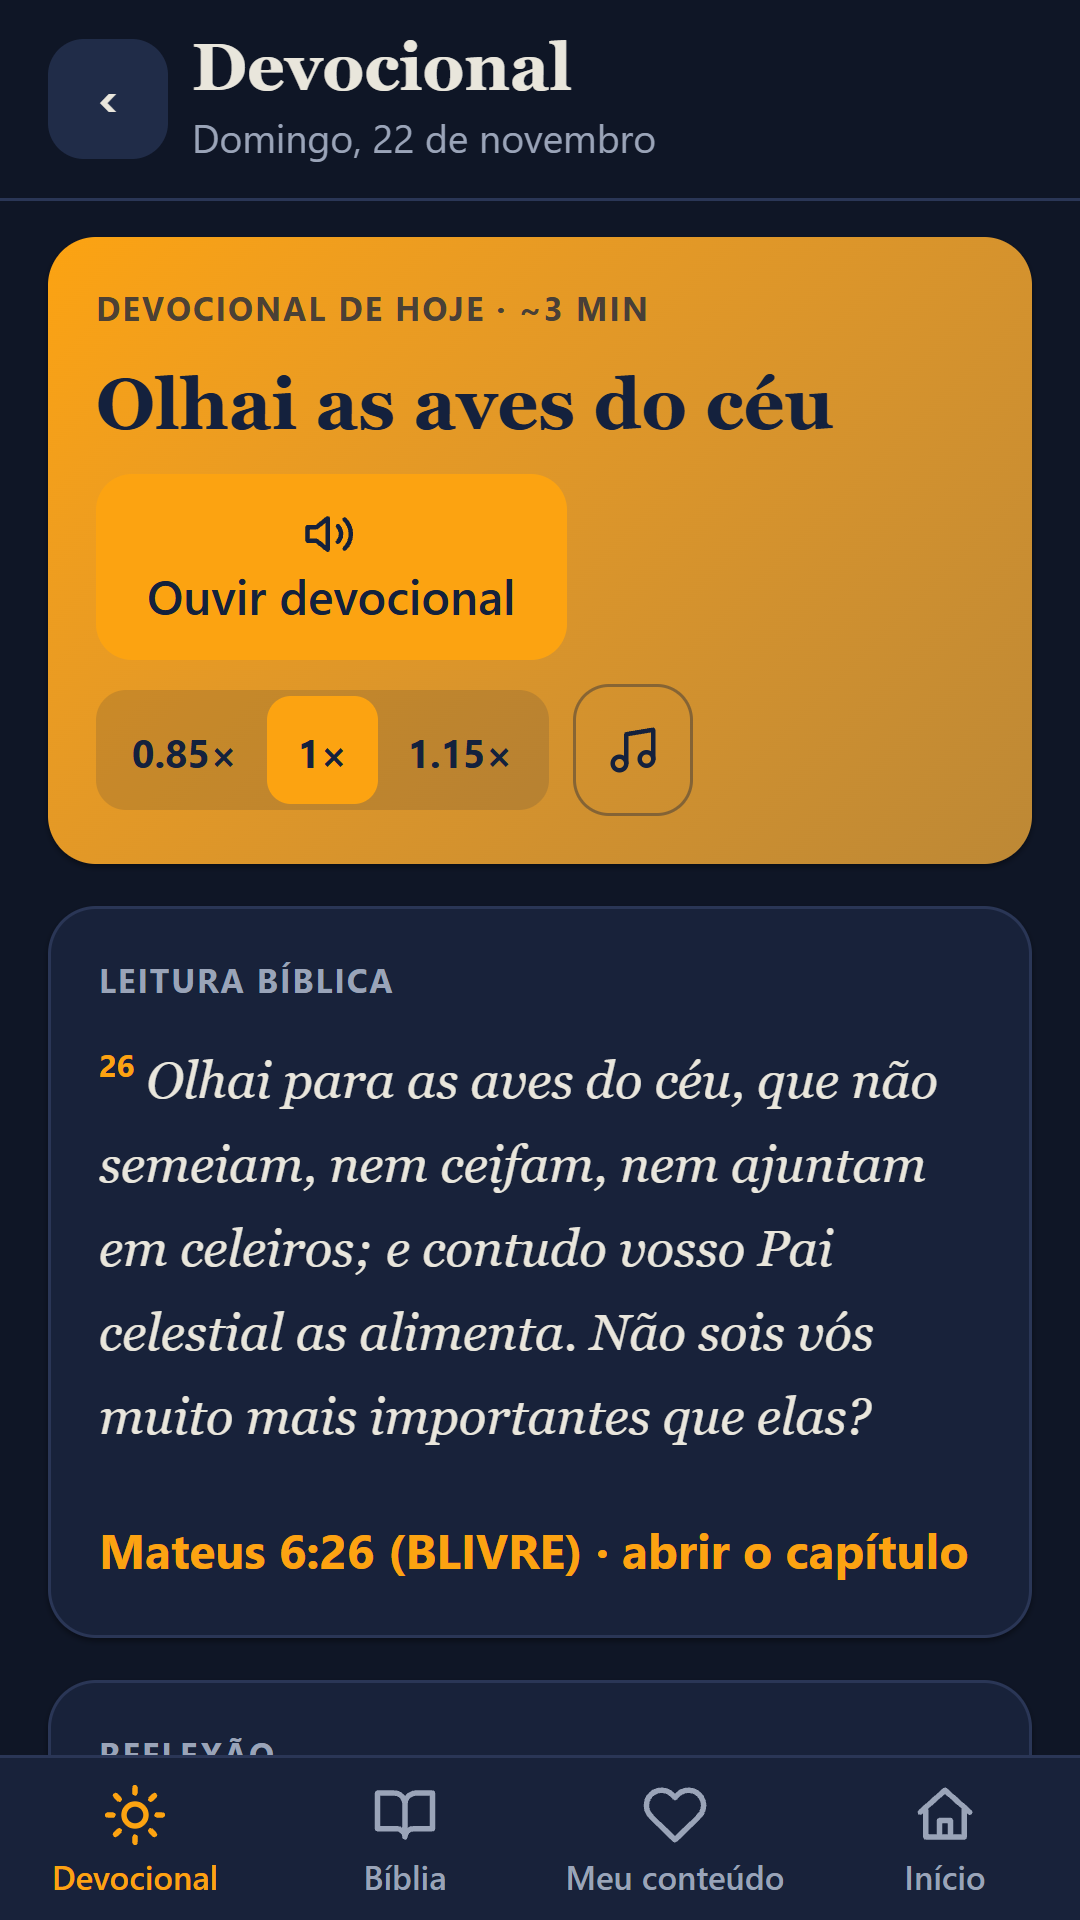 Devocional
Domingo, 22 de novembro
DEVOCIONAL DE HOJE · ~3 MIN
Olhai as aves do céu
Ouvir devocional
0.85× 1× 1.15×
LEITURA BÍBLICA
26 Olhai para as aves do céu, que não
semeiam, nem ceifam, nem ajuntam
em celeiros; e contudo vosso Pai
celestial as alimenta. Não sois vós
muito mais importantes que elas?
Mateus 6:26 (BLIVRE) · abrir o capítulo
REFLEXÃO
Devocional Bíblia Meu conteúdo Início